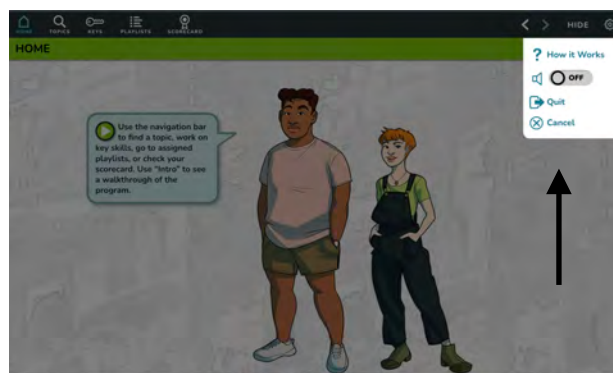 HOME TOPICS KEYS PLAYLISTS SCORECARD HIDE
HOME
? How it Works
OFF
Quit
Cancel
Use the navigation bar
to find a topic, work on
key skills, go to assigned
playlists, or check your
scorecard. Use "Intro" to see
a walkthrough of the
program.